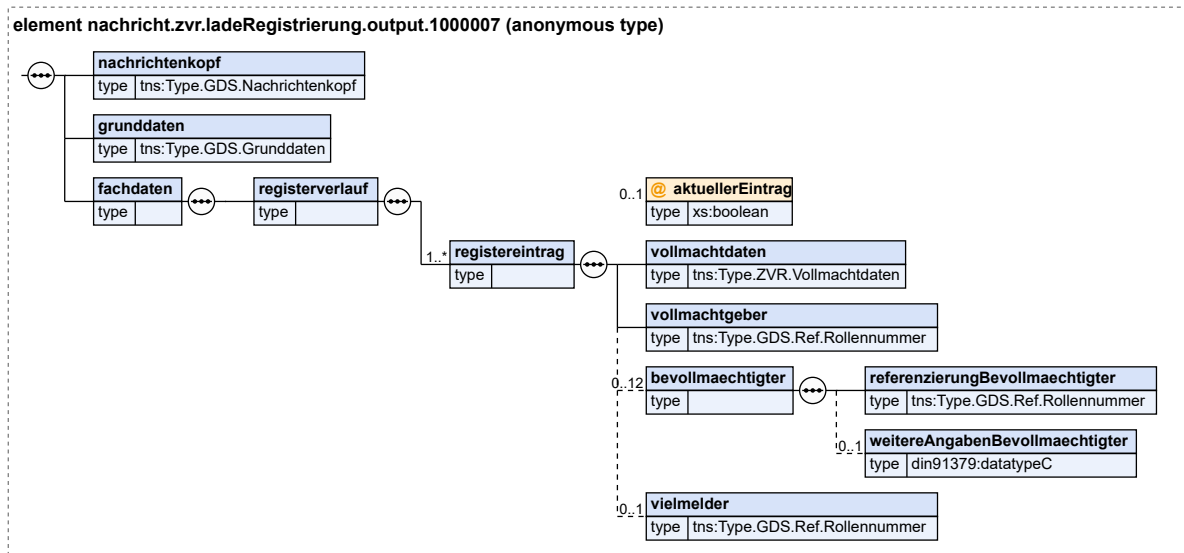 element nachricht.zvr.ladeRegistrierung.output.1000007 (anonymous type)
nachrichtenkopf
type tns:Type.GDS.Nachrichtenkopf
grunddaten
type tns:Type.GDS.Grunddaten
fachdaten
type
registerverlauf
type
1..*
registereintrag
type
0..1
@ aktuellerEintrag
type xs:boolean
vollmachtdaten
type tns:Type.ZVR.Vollmachtdaten
vollmachtgeber
type tns:Type.GDS.Ref.Rollennummer
0..12
bevollmaechtigter
type
referenzierungBevollmaechtigter
type tns:Type.GDS.Ref.Rollennummer
0..1
weitereAngabenBevollmaechtigter
type din91379:datatypeC
0..1
vielmelder
type tns:Type.GDS.Ref.Rollennummer